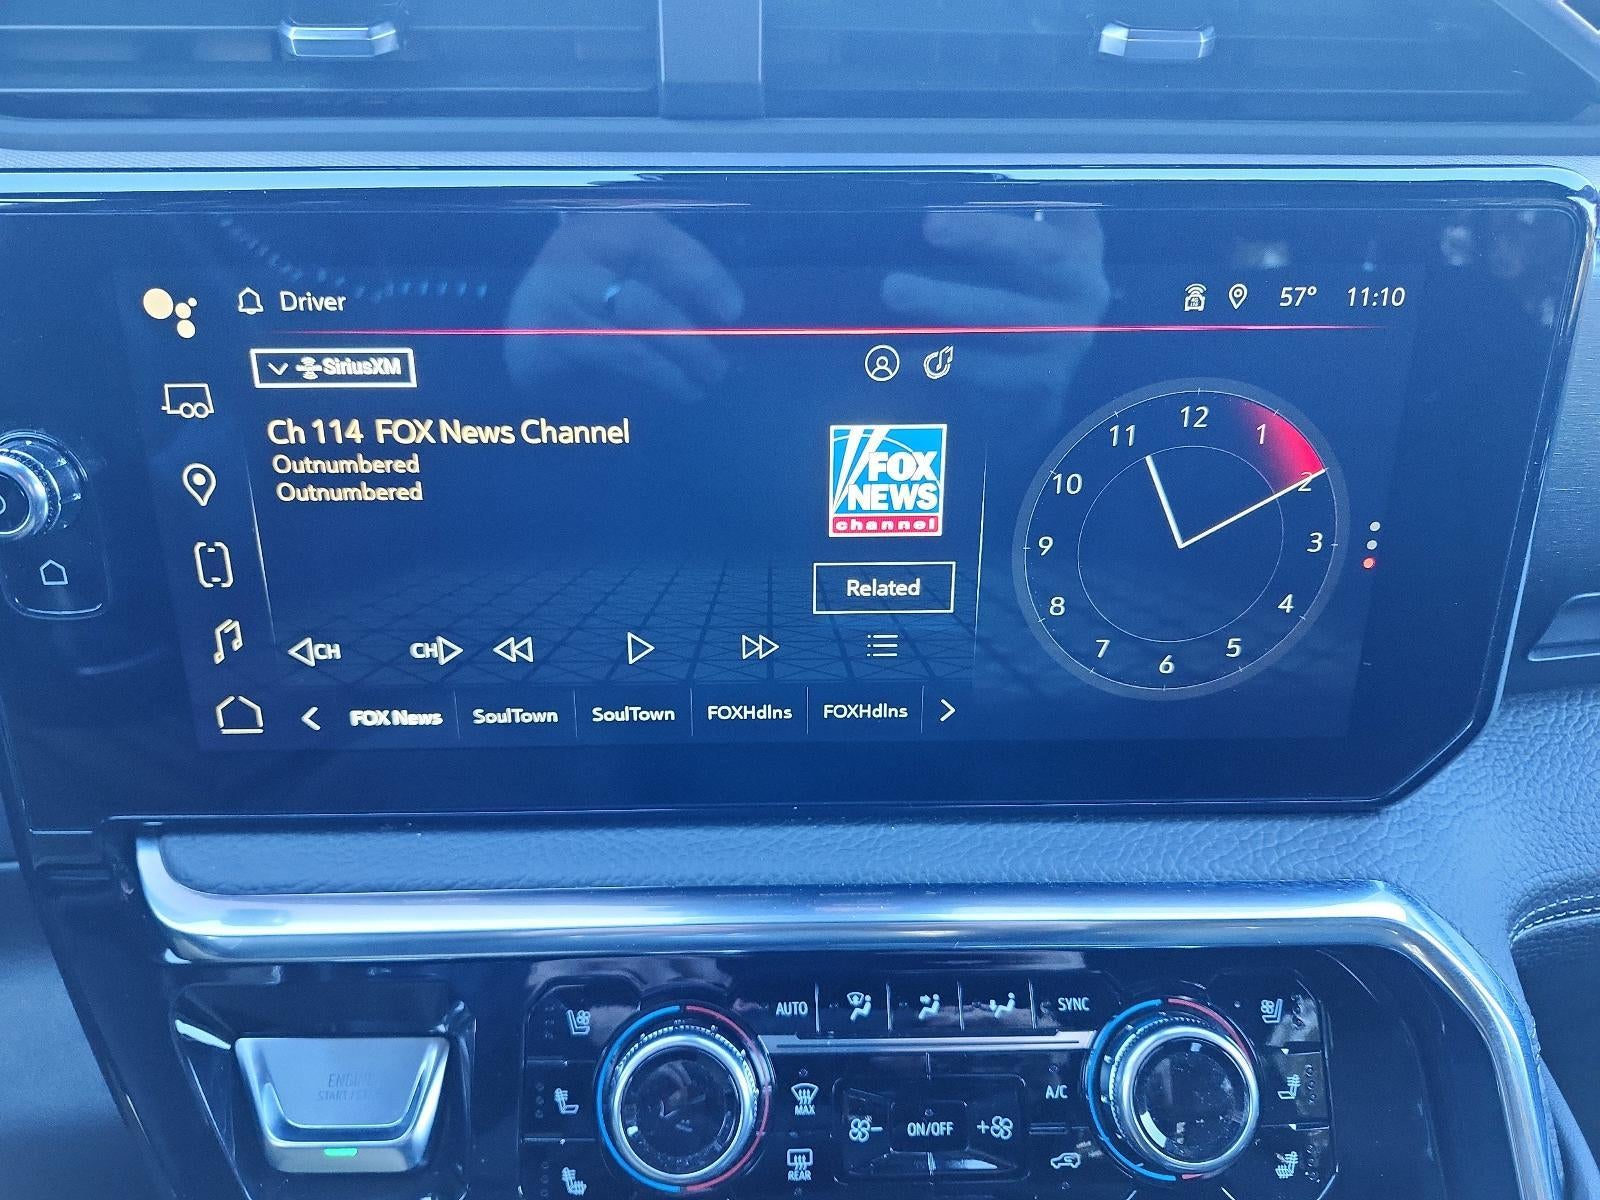 Driver
4G LTE
57° 11:10
SiriusXM
Ch 114 FOX News Channel
Outnumbered
Outnumbered
FOX
NEWS
channel
Related
12
1
2
3
4
5
6
7
8
9
10
11
CH CH
FOX News SoulTown SoulTown FOXHdlns FOXHdlns
AUTO SYNC
ENGINE
START/STOP
MAX
A/C
ON/OFF
REAR